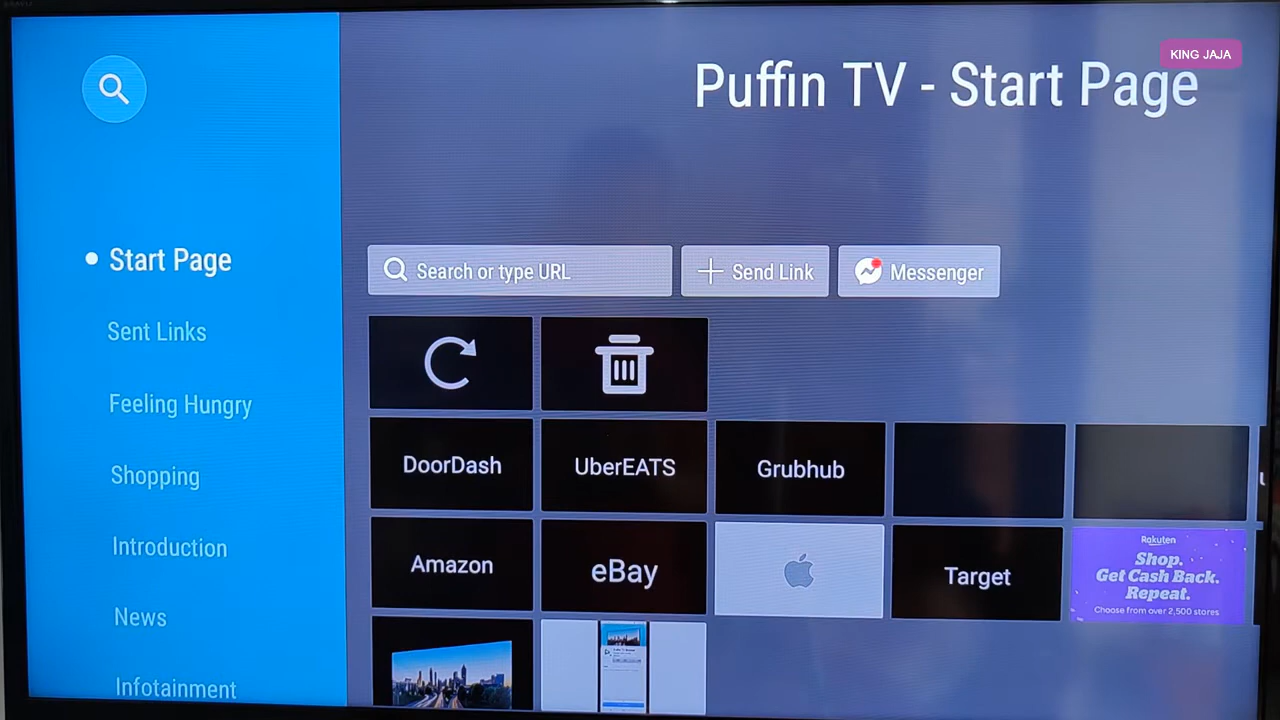 KING JAJA
Puffin TV - Start Page
Start Page
Sent Links
Feeling Hungry
Shopping
Introduction
News
Infotainment
Search or type URL
Send Link
Messenger
DoorDash
UberEATS
Grubhub
Amazon
eBay
Target
Rakuten
Shop.
Get Cash Back.
Repeat.
Choose from over 2,500 stores